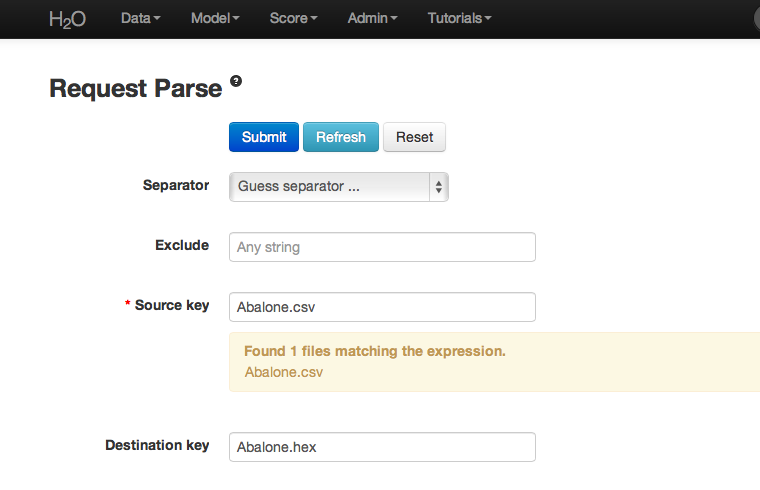 H2O Data Model Score Admin Tutorials
Request Parse ?
Submit Refresh Reset
Separator Guess separator ...
Exclude Any string
* Source key Abalone.csv
Found 1 files matching the expression.
Abalone.csv
Destination key Abalone.hex